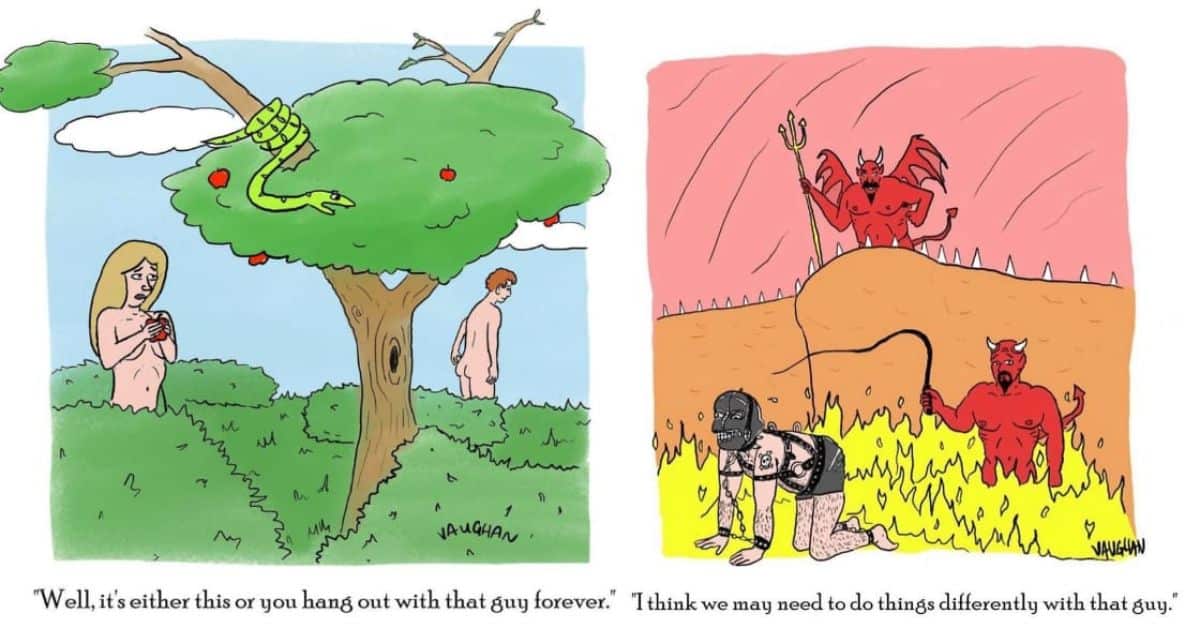 VAUGHAN
VAUGHAN
"Well, it's either this or you hang out with that guy forever."
"I think we may need to do things differently with that guy."